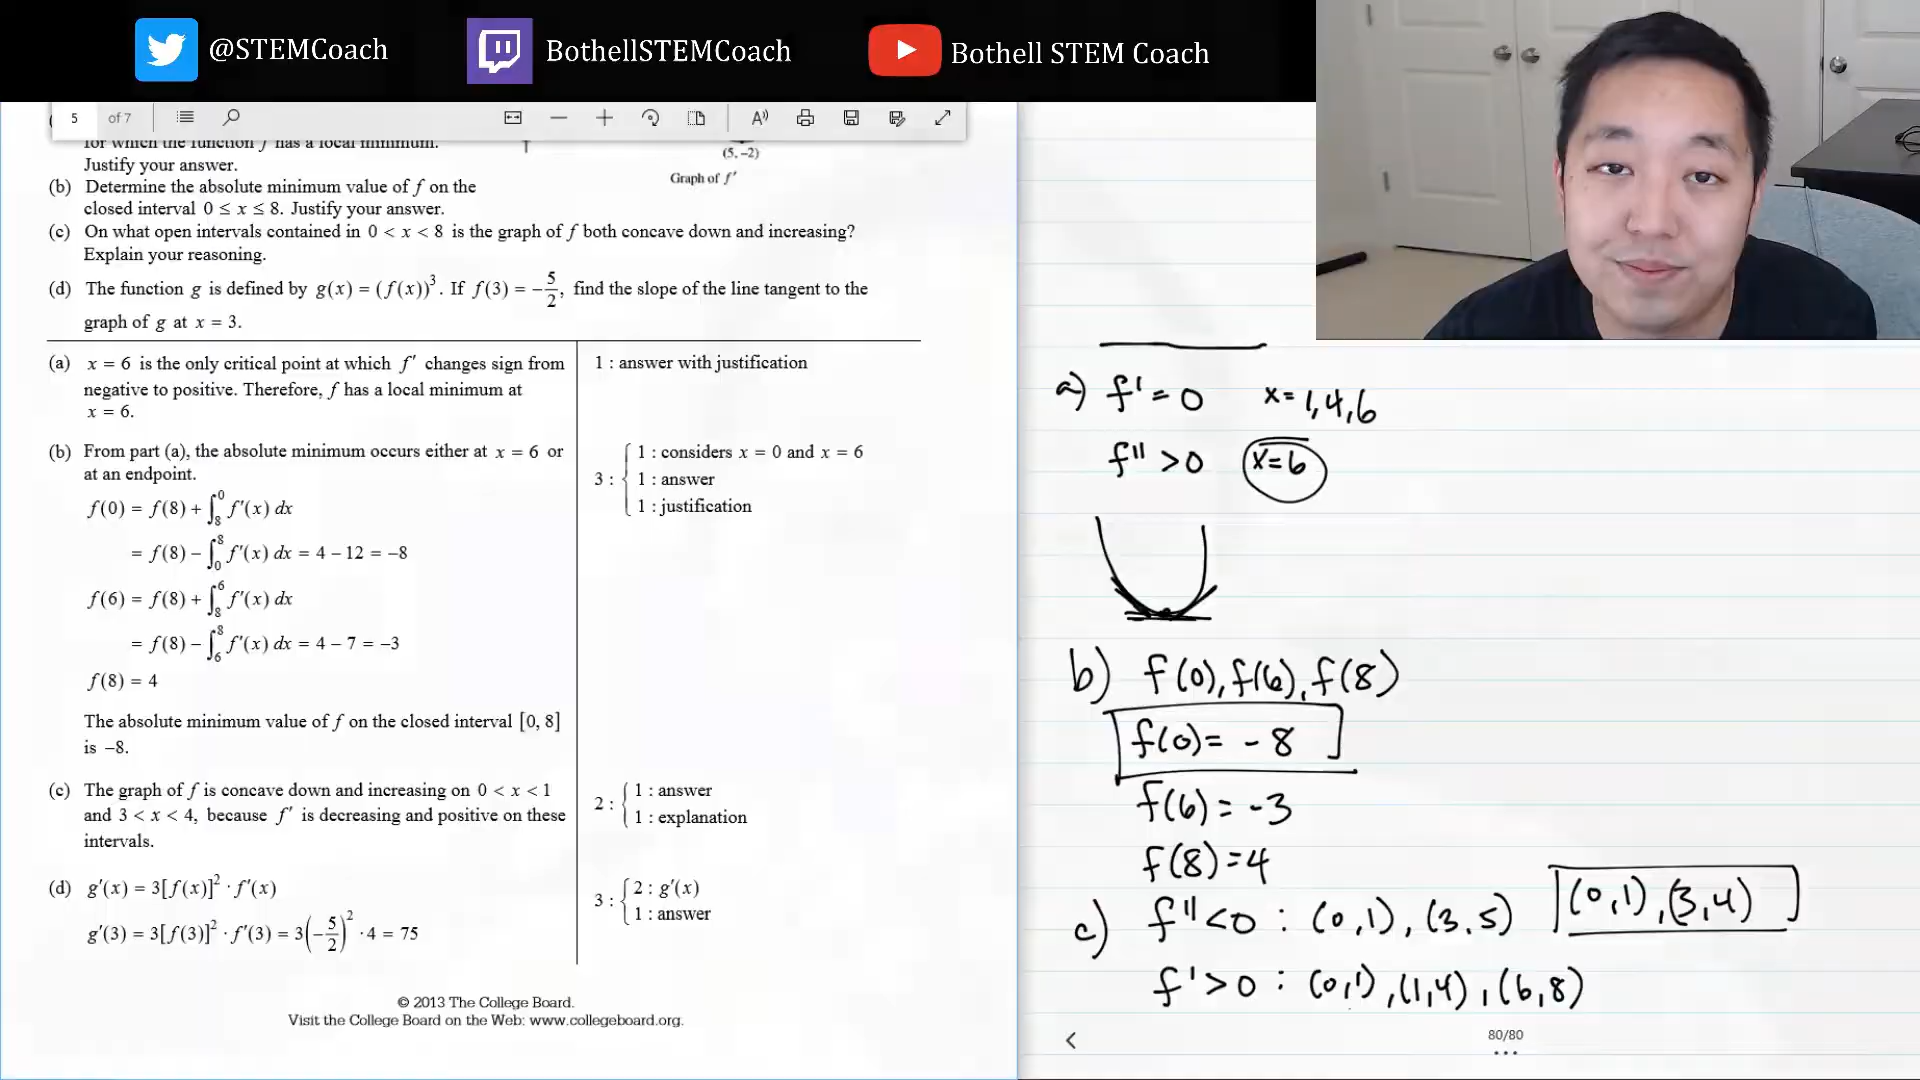 @STEMCoach
BothellSTEMCoach
Bothell STEM Coach
5 of 7
for which the function f has a local minimum.
Justify your answer.
(5, −2)
Graph of f′
(b) Determine the absolute minimum value of f on the
closed interval 0 ≤ x ≤ 8. Justify your answer.
(c) On what open intervals contained in 0 < x < 8 is the graph of f both concave down and increasing?
Explain your reasoning.
(d) The function g is defined by g(x) = (f(x))³. If f(3) = −5/2, find the slope of the line tangent to the
graph of g at x = 3.
(a) x = 6 is the only critical point at which f′ changes sign from
negative to positive. Therefore, f has a local minimum at
x = 6.
1 : answer with justification
(b) From part (a), the absolute minimum occurs either at x = 6 or
at an endpoint.
f(0) = f(8) + ∫₈⁰ f′(x) dx
= f(8) − ∫₀⁸ f′(x) dx = 4 − 12 = −8
f(6) = f(8) + ∫₈⁶ f′(x) dx
= f(8) − ∫₆⁸ f′(x) dx = 4 − 7 = −3
f(8) = 4
The absolute minimum value of f on the closed interval [0, 8]
is −8.
3 : { 1 : considers x = 0 and x = 6
1 : answer
1 : justification
(c) The graph of f is concave down and increasing on 0 < x < 1
and 3 < x < 4, because f′ is decreasing and positive on these
intervals.
2 : { 1 : answer
1 : explanation
(d) g′(x) = 3[f(x)]² · f′(x)
g′(3) = 3[f(3)]² · f′(3) = 3(−5/2)² · 4 = 75
3 : { 2 : g′(x)
1 : answer
© 2013 The College Board.
Visit the College Board on the Web: www.collegeboard.org.
a) f' = 0 x = 1,4,6
f'' > 0 x=6
b) f(0), f(6), f(8)
f(0) = -8
f(6) = -3
f(8) = 4
c) f'' < 0 : (0,1), (3,5) (0,1), (3,4)
f' > 0 : (0,1), (1,4), (6,8)
80/80